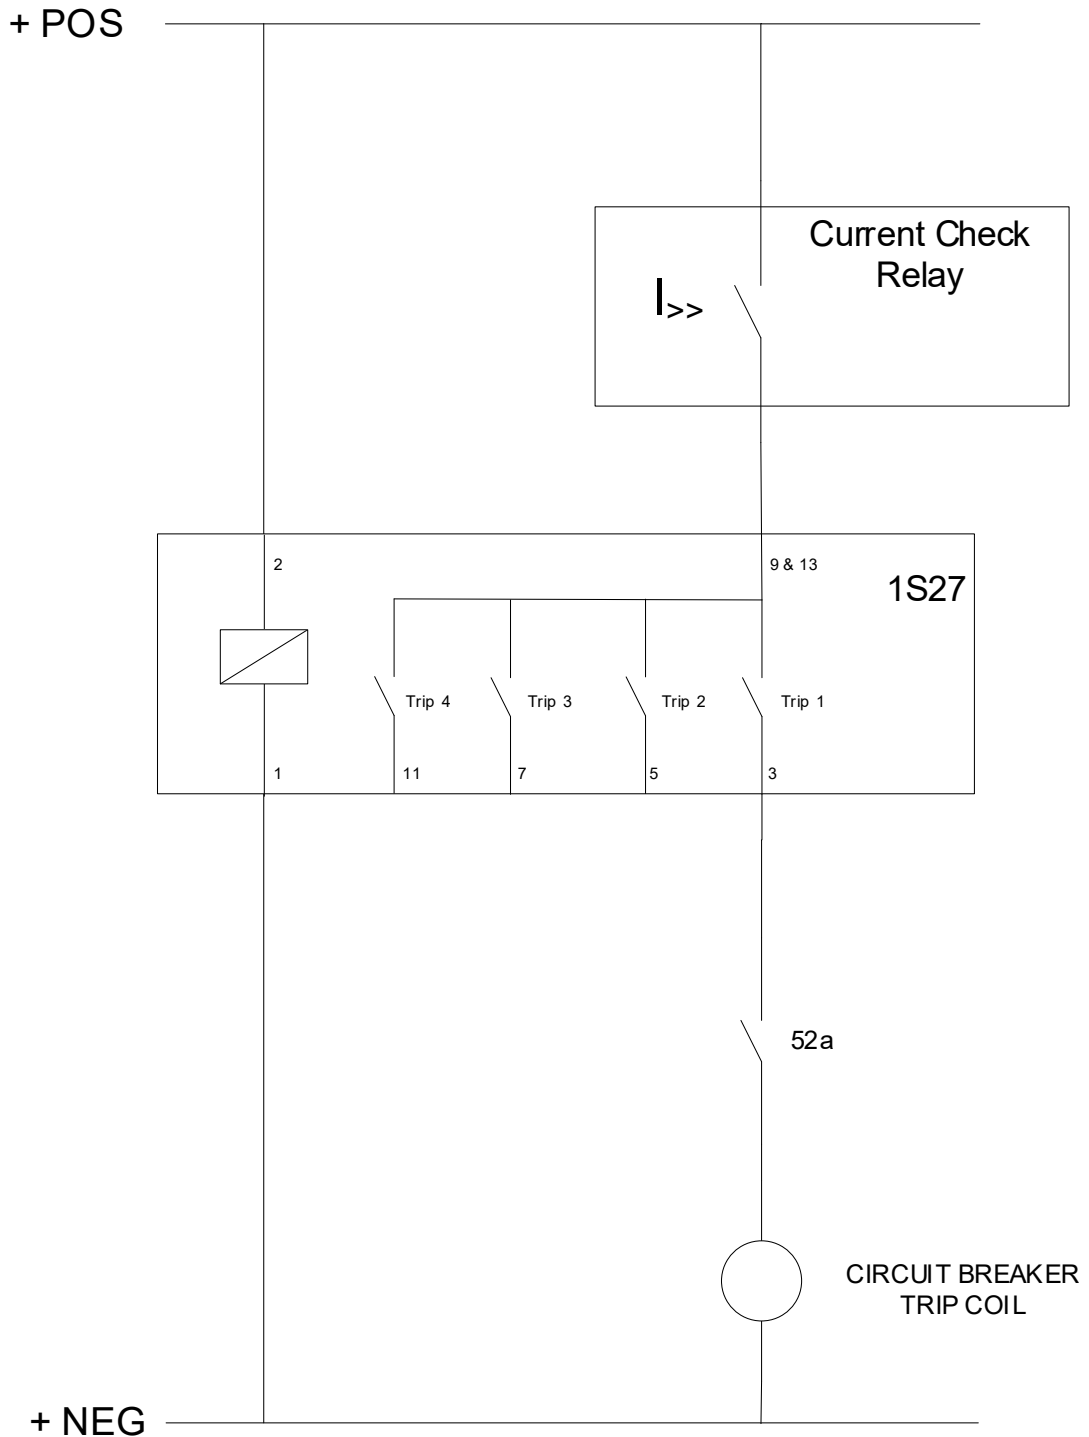 + POS
Current Check
Relay
I>>
2
9 & 13
1S27
Trip 4
Trip 3
Trip 2
Trip 1
1
11
7
5
3
52a
CIRCUIT BREAKER
TRIP COIL
+ NEG